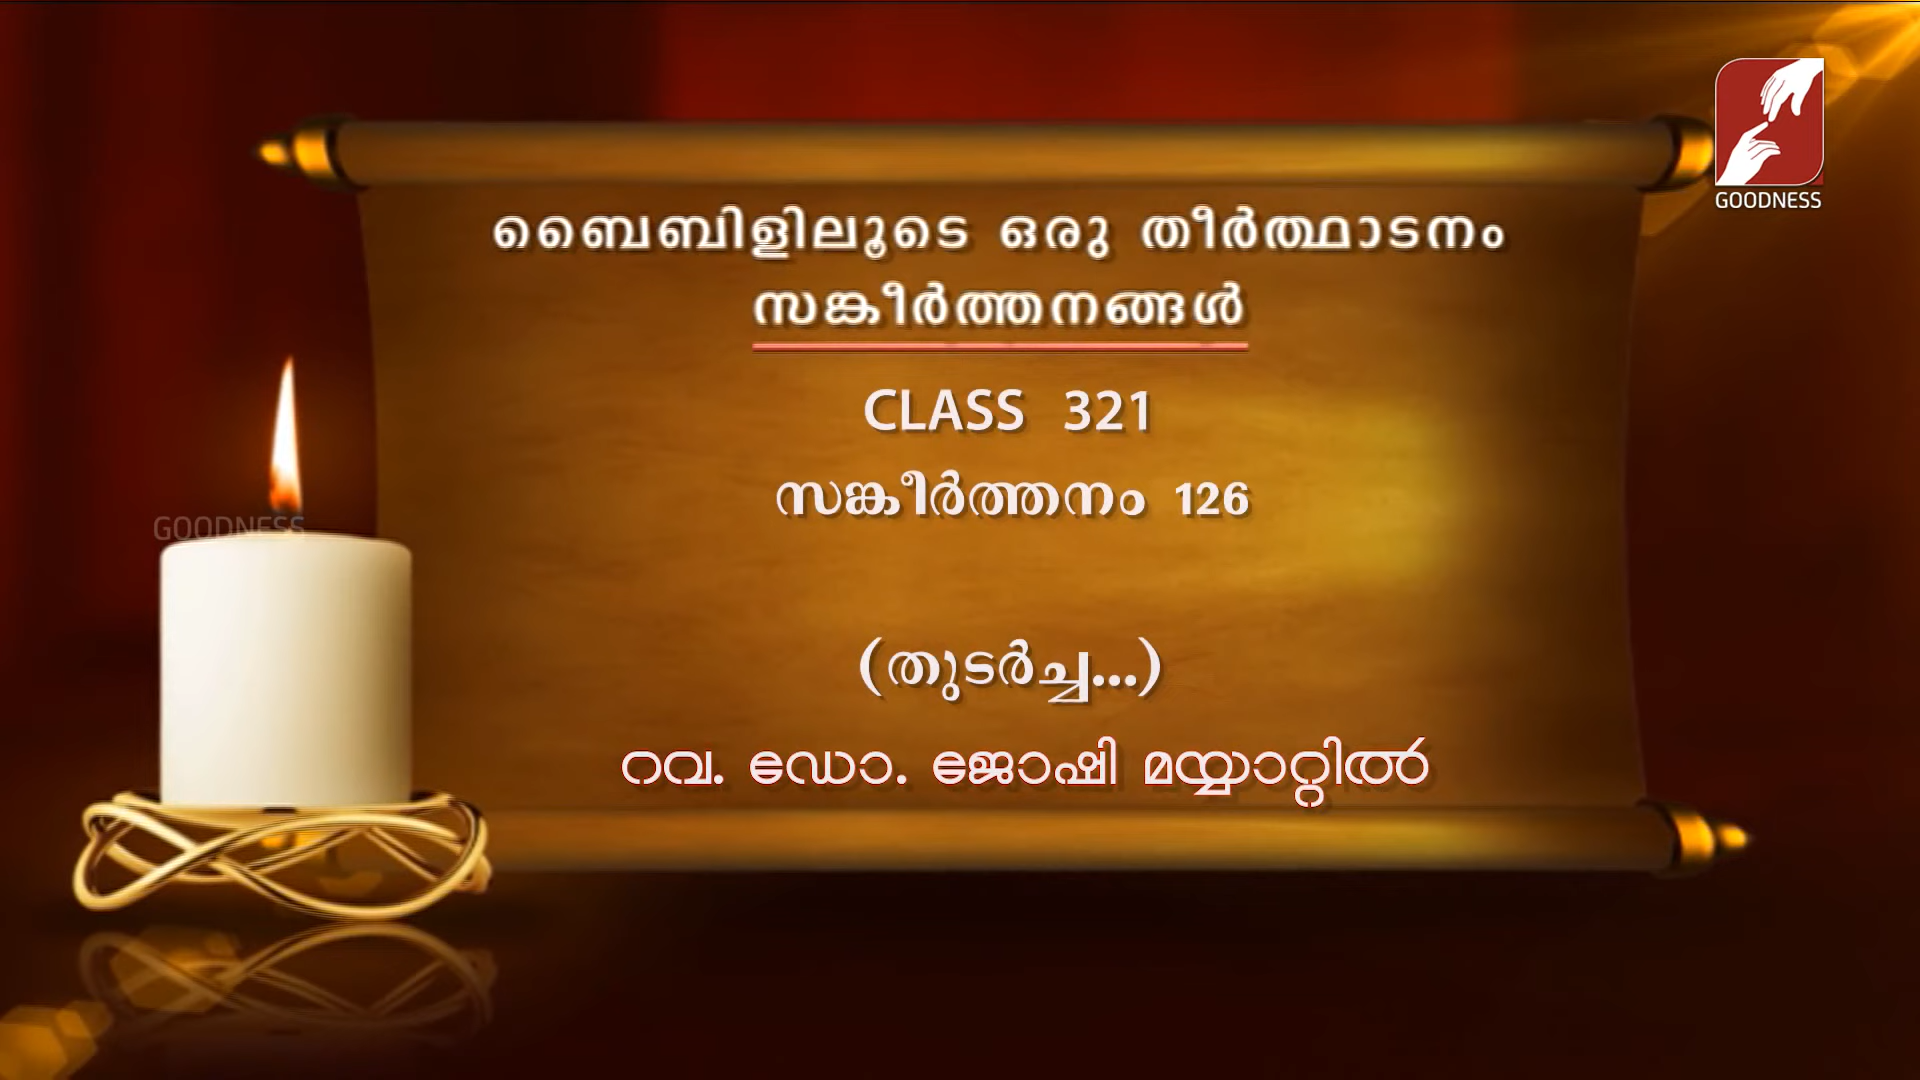 ബൈബിളിലൂടെ ഒരു തീർത്ഥാടനം
സങ്കീർത്തനങ്ങൾ
CLASS 321
സങ്കീർത്തനം 126
(തുടർച്ച...)
റവ. ഡോ. ജോഷി മയ്യാറ്റിൽ
GOODNESS
GOODNESS